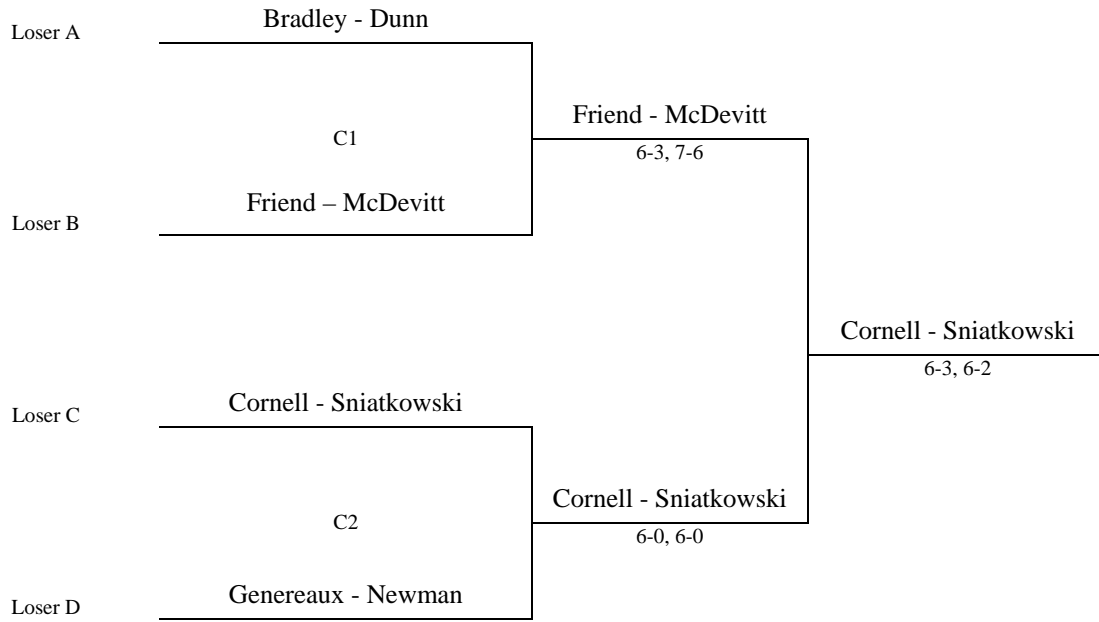 Loser A
Bradley - Dunn
C1
Friend - McDevitt
6-3, 7-6
Loser B
Friend – McDevitt
Cornell - Sniatkowski
6-3, 6-2
Loser C
Cornell - Sniatkowski
C2
Cornell - Sniatkowski
6-0, 6-0
Loser D
Genereaux - Newman